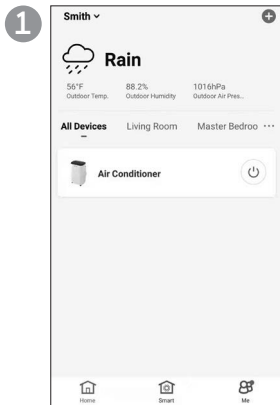 1
Smith
Rain
56°F 88.2% 1016hPa
Outdoor Temp. Outdoor Humidity Outdoor Air Pres...
All Devices Living Room Master Bedroo ...
Air Conditioner
Home Smart Me